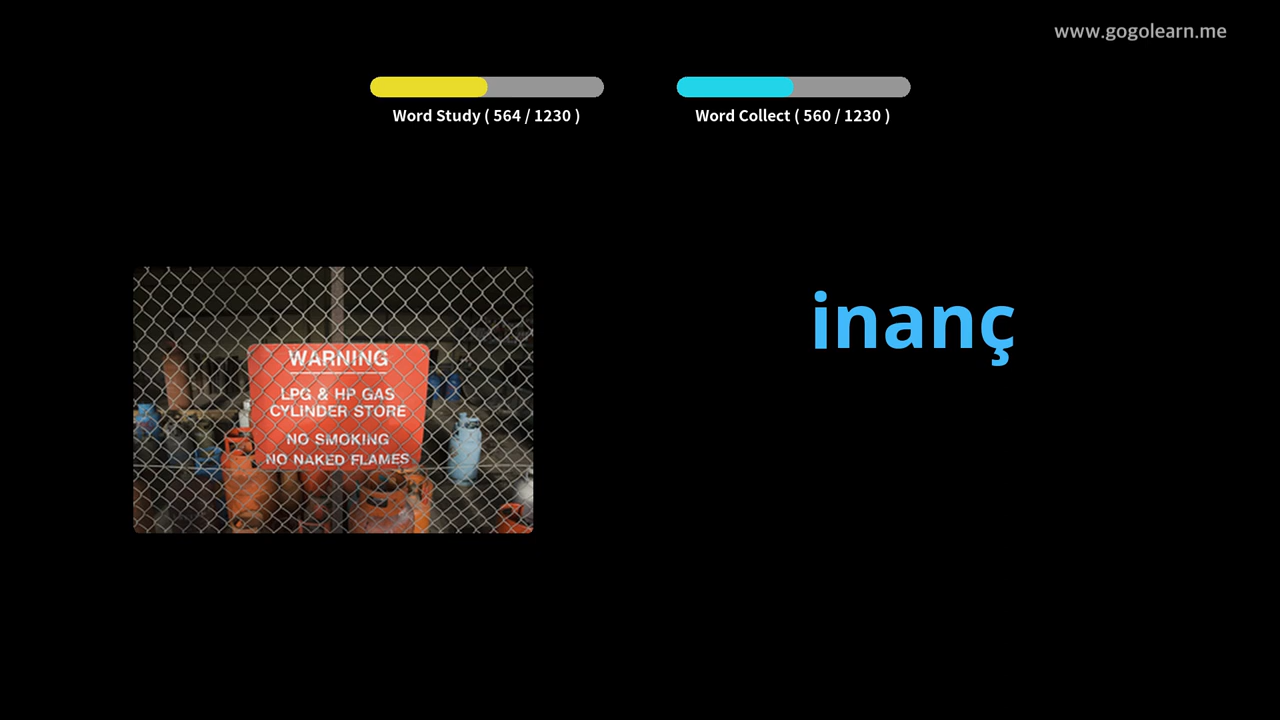 www.gogolearn.me
Word Study ( 564 / 1230 )
Word Collect ( 560 / 1230 )
WARNING
LPG & HP GAS
CYLINDER STORE
NO SMOKING
NO NAKED FLAMES
inanç